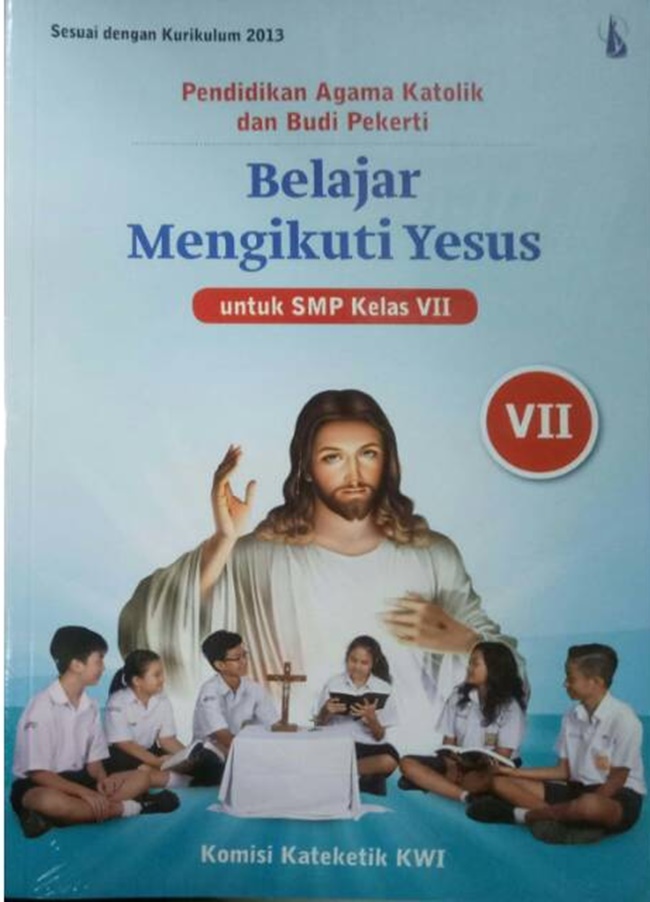 Sesuai dengan Kurikulum 2013
Pendidikan Agama Katolik
dan Budi Pekerti
Belajar
Mengikuti Yesus
untuk SMP Kelas VII
VII
Komisi Kateketik KWI